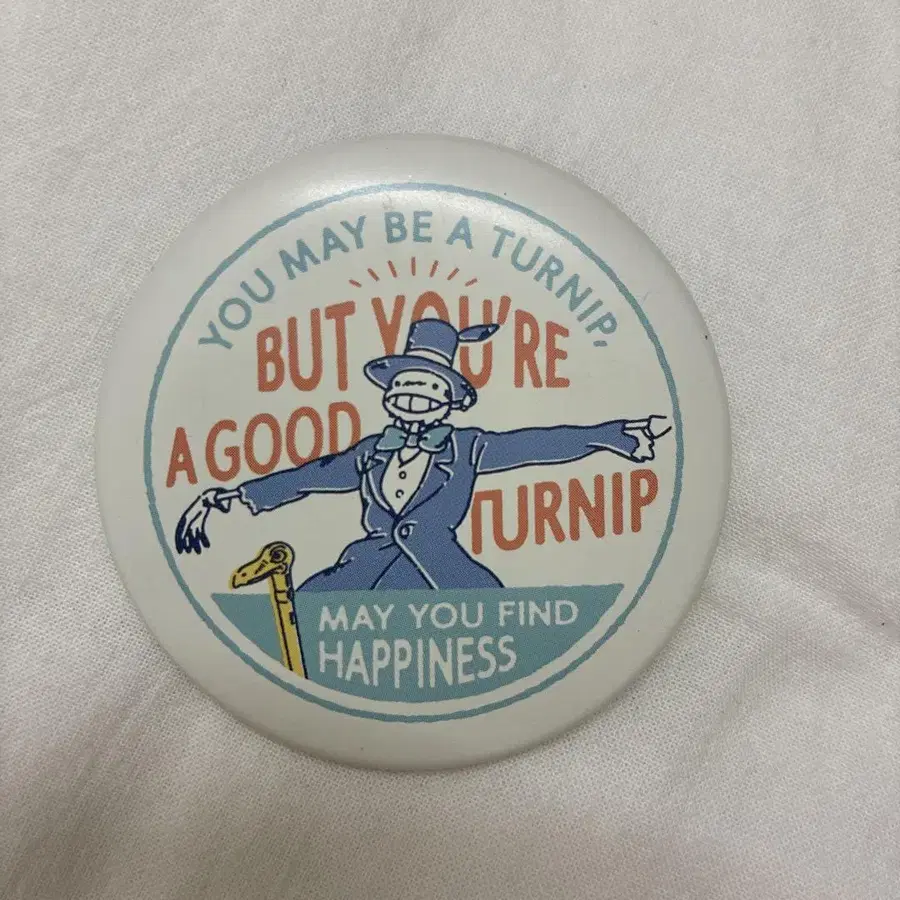 YOU MAY BE A TURNIP,
BUT YOU'RE
A GOOD
TURNIP
MAY YOU FIND
HAPPINESS